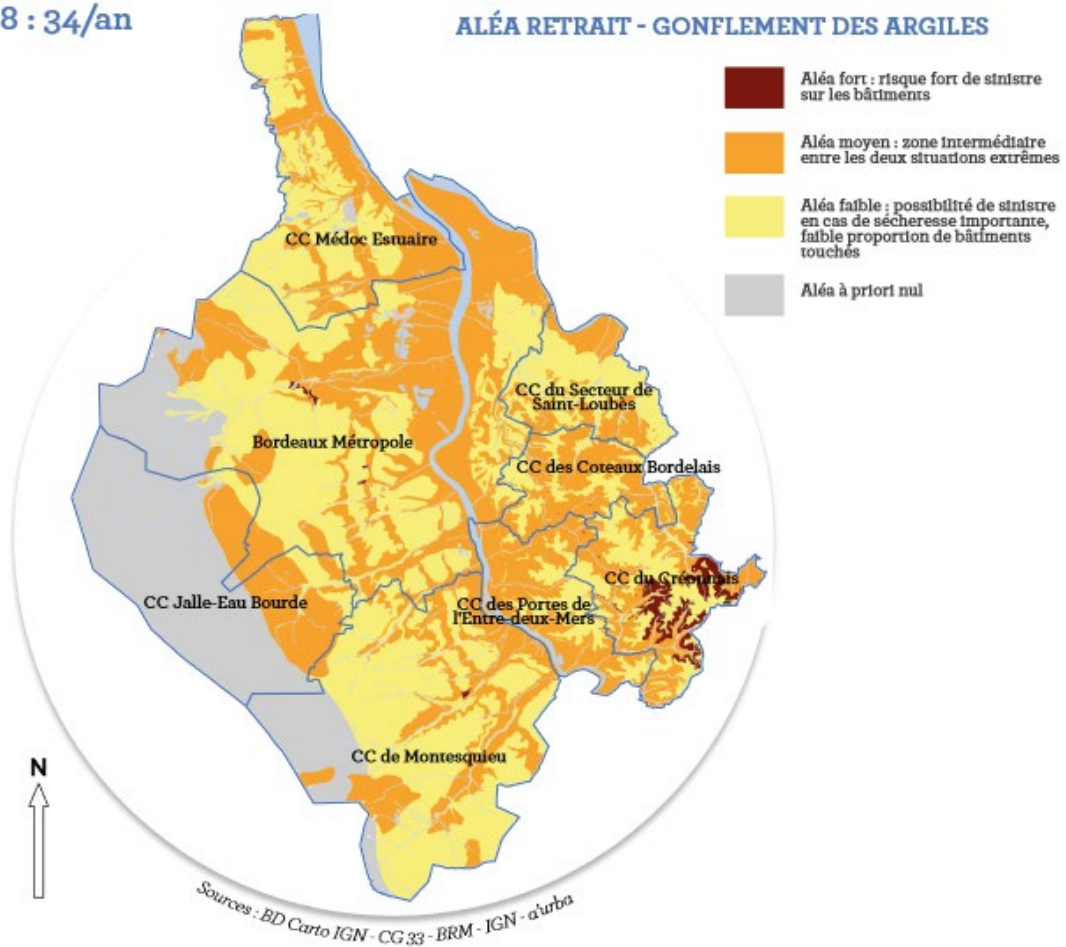 8 : 34/an
ALÉA RETRAIT - GONFLEMENT DES ARGILES
Aléa fort : risque fort de sinistre
sur les bâtiments
Aléa moyen : zone intermédiaire
entre les deux situations extrêmes
Aléa faible : possibilité de sinistre
en cas de sécheresse importante,
faible proportion de bâtiments
touchés
Aléa à priori nul
CC Médoc Estuaire
CC du Secteur de
Saint-Loubès
Bordeaux Métropole
CC des Coteaux Bordelais
CC du Créonnais
CC Jalle-Eau Bourde
CC des Portes de
l'Entre-deux-Mers
CC de Montesquieu
N
Sources : BD Carto IGN - CG 33 - BRM - IGN - a'urba